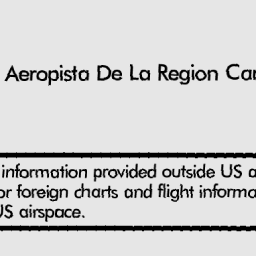 Aeropista De La Region Car
information provided outside US a
or foreign charts and flight informa
US airspace.